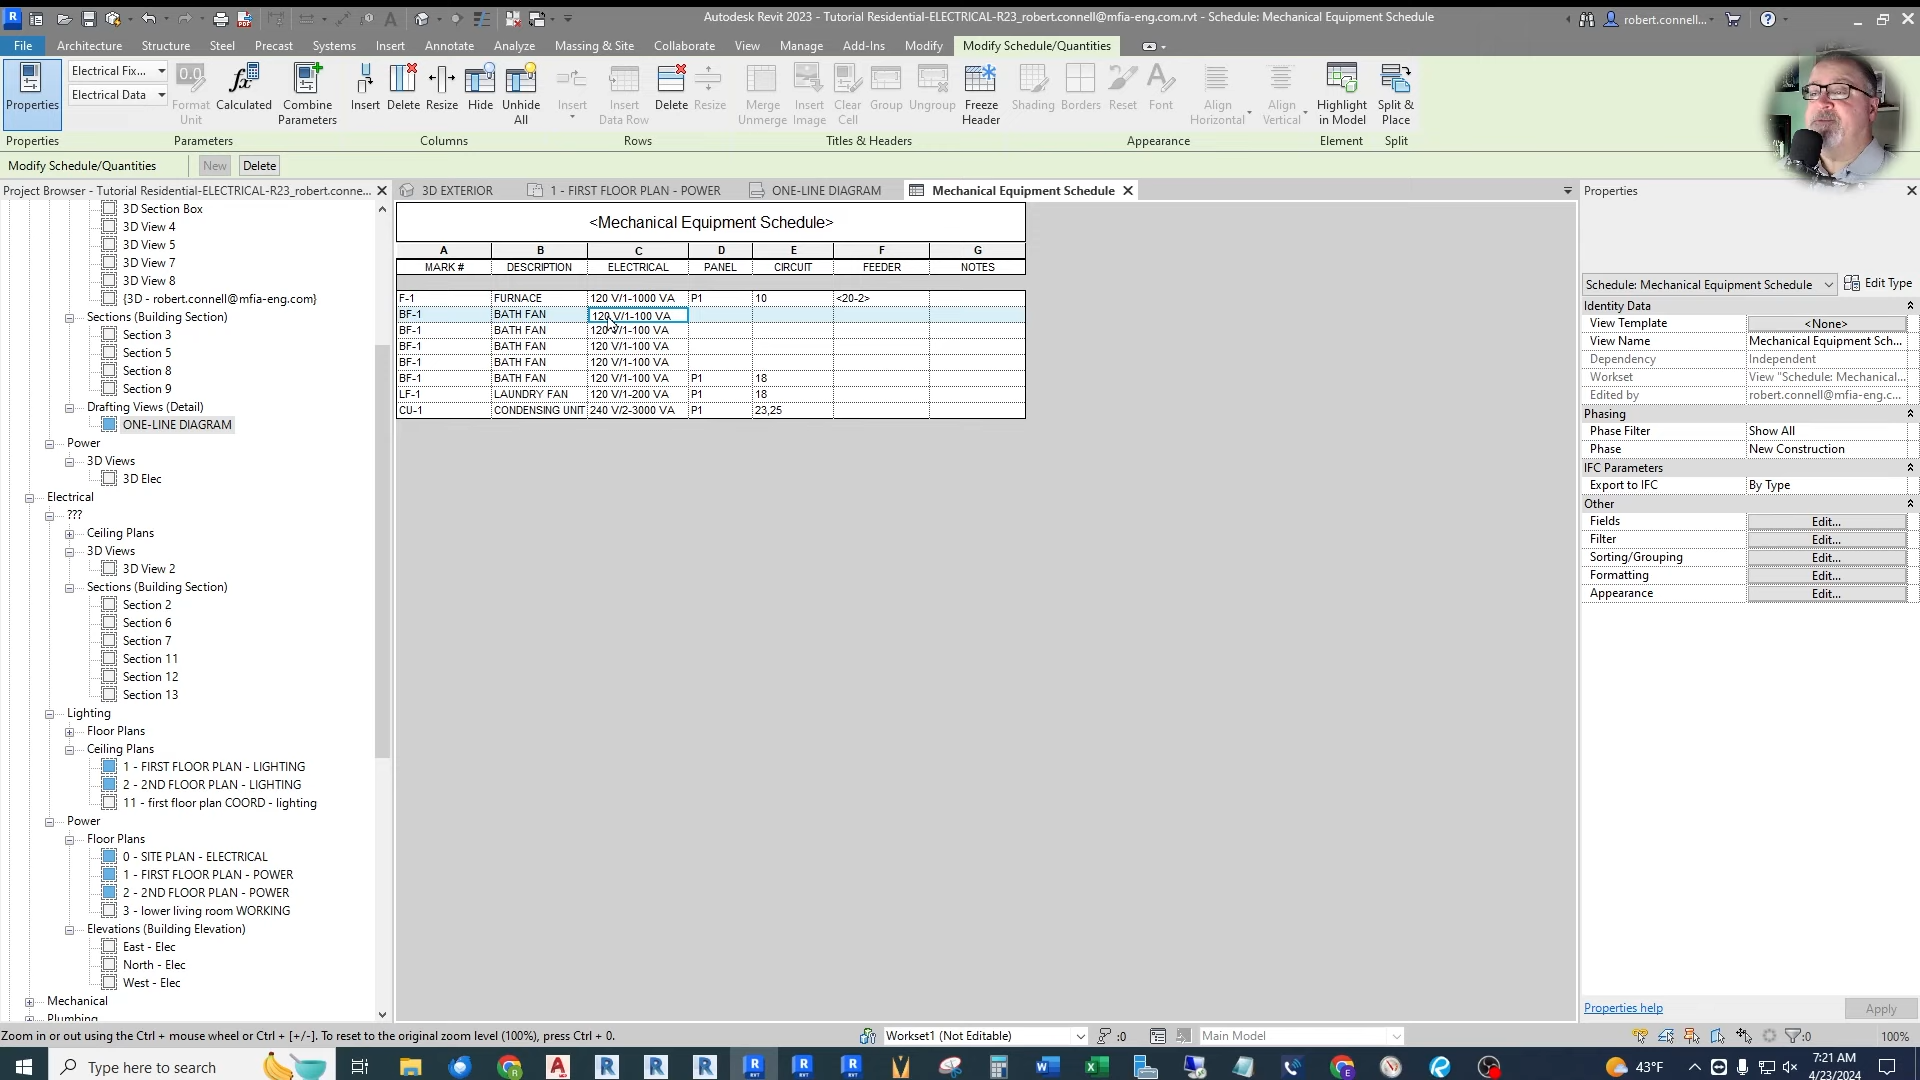 Autodesk Revit 2023 - Tutorial Residential-ELECTRICAL-R23_robert.connell@mfia-eng.com.rvt - Schedule: Mechanical Equipment Schedule
robert.connell...
File Architecture Structure Steel Precast Systems Insert Annotate Analyze Massing & Site Collaborate View Manage Add-Ins Modify Modify Schedule/Quantities
Electrical Fix...
Electrical Data
Properties
Format Unit
Calculated
Combine Parameters
Insert
Delete
Resize
Hide
Unhide All
Insert
Insert Data Row
Delete
Resize
Merge Unmerge
Insert Image
Clear Cell
Group
Ungroup
Freeze Header
Shading
Borders
Reset
Font
Align Horizontal
Align Vertical
Highlight in Model
Split & Place
Properties Parameters Columns Rows Titles & Headers Appearance Element Split
Modify Schedule/Quantities New Delete
Project Browser - Tutorial Residential-ELECTRICAL-R23_robert.conne...
3D EXTERIOR
1 - FIRST FLOOR PLAN - POWER
ONE-LINE DIAGRAM
Mechanical Equipment Schedule
3D Section Box
3D View 4
3D View 5
3D View 7
3D View 8
{3D - robert.connell@mfia-eng.com}
Sections (Building Section)
Section 3
Section 5
Section 8
Section 9
Drafting Views (Detail)
ONE-LINE DIAGRAM
Power
3D Views
3D Elec
Electrical
???
Ceiling Plans
3D Views
3D View 2
Sections (Building Section)
Section 2
Section 6
Section 7
Section 11
Section 12
Section 13
Lighting
Floor Plans
Ceiling Plans
1 - FIRST FLOOR PLAN - LIGHTING
2 - 2ND FLOOR PLAN - LIGHTING
11 - first floor plan COORD - lighting
Power
Floor Plans
0 - SITE PLAN - ELECTRICAL
1 - FIRST FLOOR PLAN - POWER
2 - 2ND FLOOR PLAN - POWER
3 - lower living room WORKING
Elevations (Building Elevation)
East - Elec
North - Elec
West - Elec
Mechanical
Plumbing
<Mechanical Equipment Schedule>
A B C D E F G
MARK # DESCRIPTION ELECTRICAL PANEL CIRCUIT FEEDER NOTES
F-1 FURNACE 120 V/1-1000 VA P1 10 <20-2>
BF-1 BATH FAN 120 V/1-100 VA
BF-1 BATH FAN 120 V/1-100 VA
BF-1 BATH FAN 120 V/1-100 VA
BF-1 BATH FAN 120 V/1-100 VA
BF-1 BATH FAN 120 V/1-100 VA P1 18
LF-1 LAUNDRY FAN 120 V/1-200 VA P1 18
CU-1 CONDENSING UNIT 240 V/2-3000 VA P1 23,25
Properties
Schedule: Mechanical Equipment Schedule Edit Type
Identity Data
View Template <None>
View Name Mechanical Equipment Sch...
Dependency Independent
Workset View "Schedule: Mechanical...
Edited by robert.connell@mfia-eng.c...
Phasing
Phase Filter Show All
Phase New Construction
IFC Parameters
Export to IFC By Type
Other
Fields Edit...
Filter Edit...
Sorting/Grouping Edit...
Formatting Edit...
Appearance Edit...
Properties help Apply
Zoom in or out using the Ctrl + mouse wheel or Ctrl + [+/-]. To reset to the original zoom level (100%), press Ctrl + 0.
Workset1 (Not Editable) :0 Main Model :0 100%
Type here to search
43°F
7:21 AM
4/23/2024